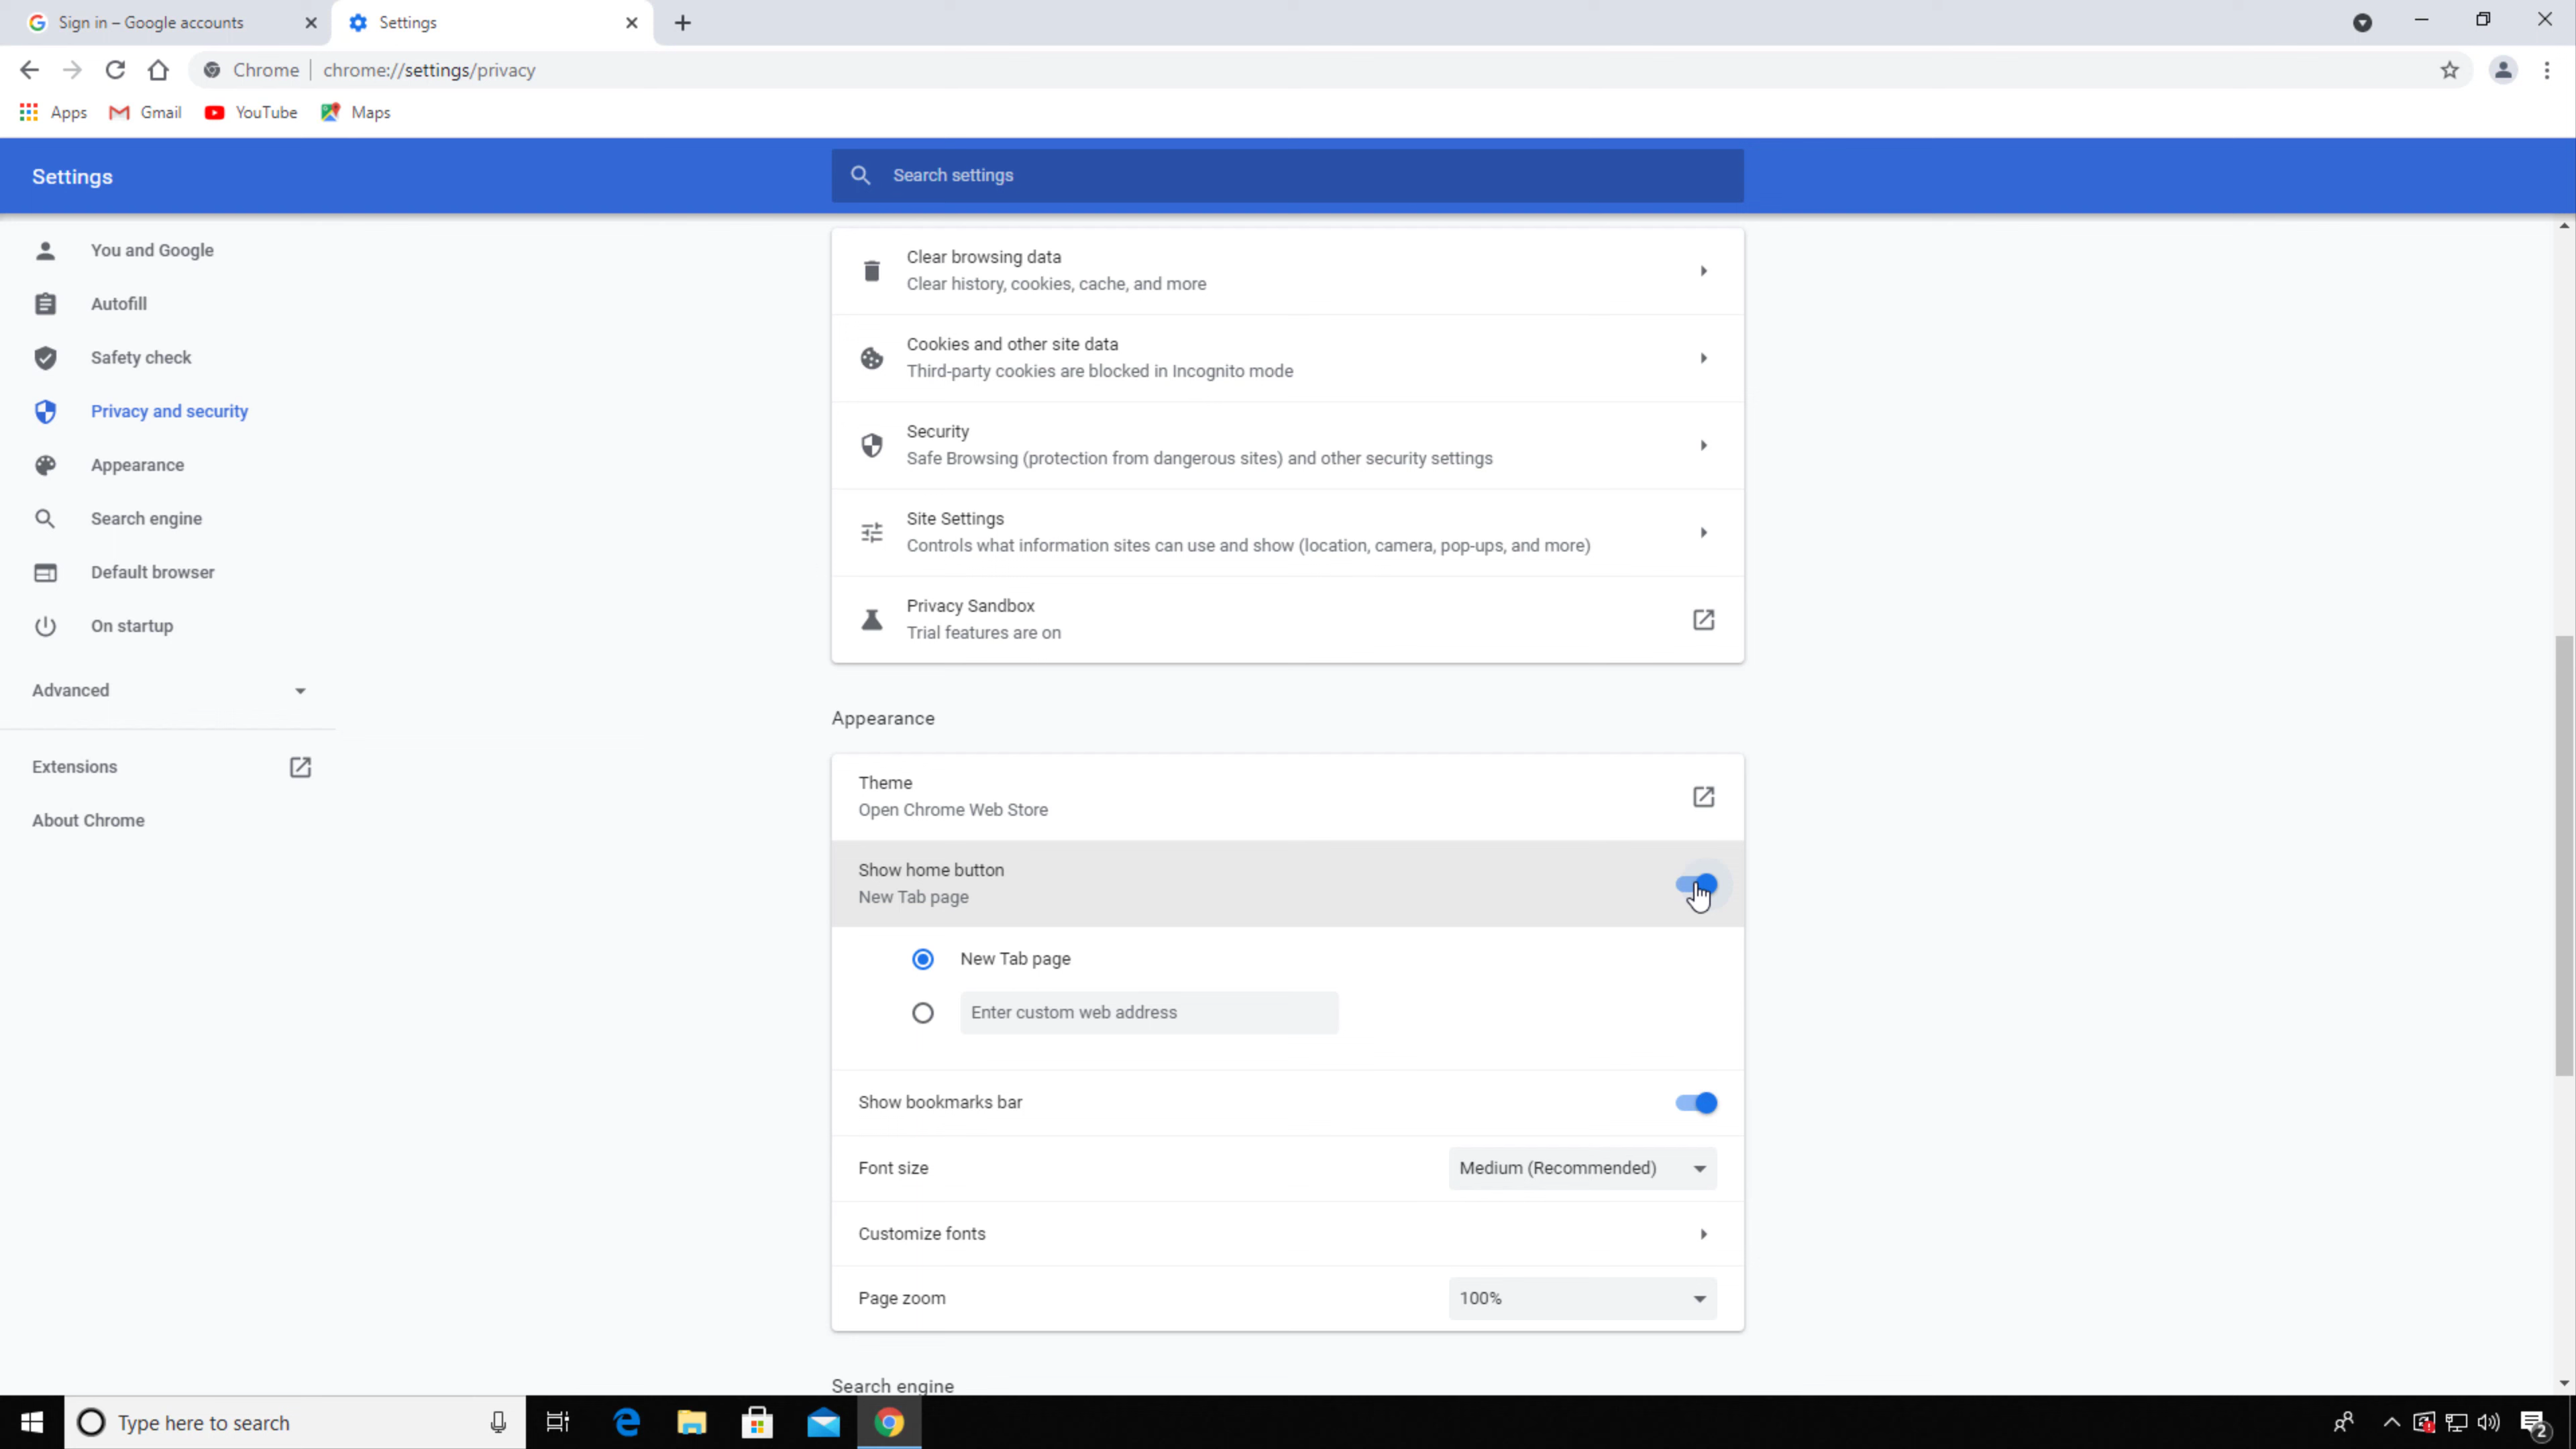 Sign in – Google accounts
Settings
Chrome | chrome://settings/privacy
Apps Gmail YouTube Maps
Settings
Search settings
You and Google
Autofill
Safety check
Privacy and security
Appearance
Search engine
Default browser
On startup
Advanced
Extensions
About Chrome
Clear browsing data
Clear history, cookies, cache, and more
Cookies and other site data
Third-party cookies are blocked in Incognito mode
Security
Safe Browsing (protection from dangerous sites) and other security settings
Site Settings
Controls what information sites can use and show (location, camera, pop-ups, and more)
Privacy Sandbox
Trial features are on
Appearance
Theme
Open Chrome Web Store
Show home button
New Tab page
New Tab page
Enter custom web address
Show bookmarks bar
Font size Medium (Recommended)
Customize fonts
Page zoom 100%
Search engine
Type here to search
2